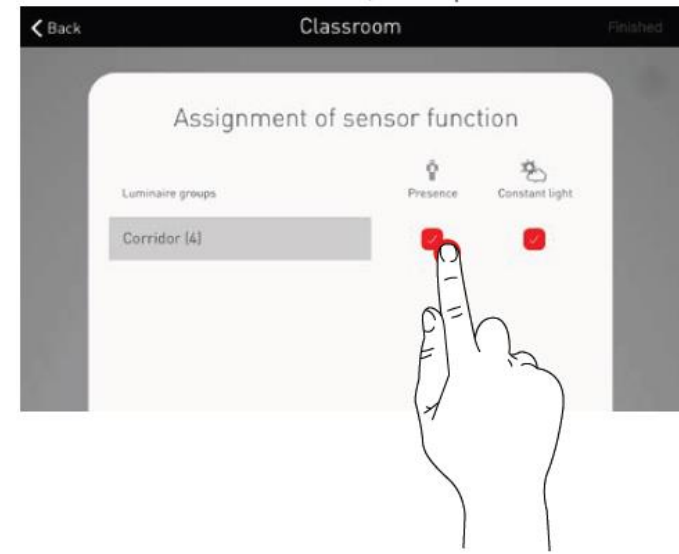 Back
Classroom
Finished
Assignment of sensor function
Presence
Constant light
Luminaire groups
Corridor (4)